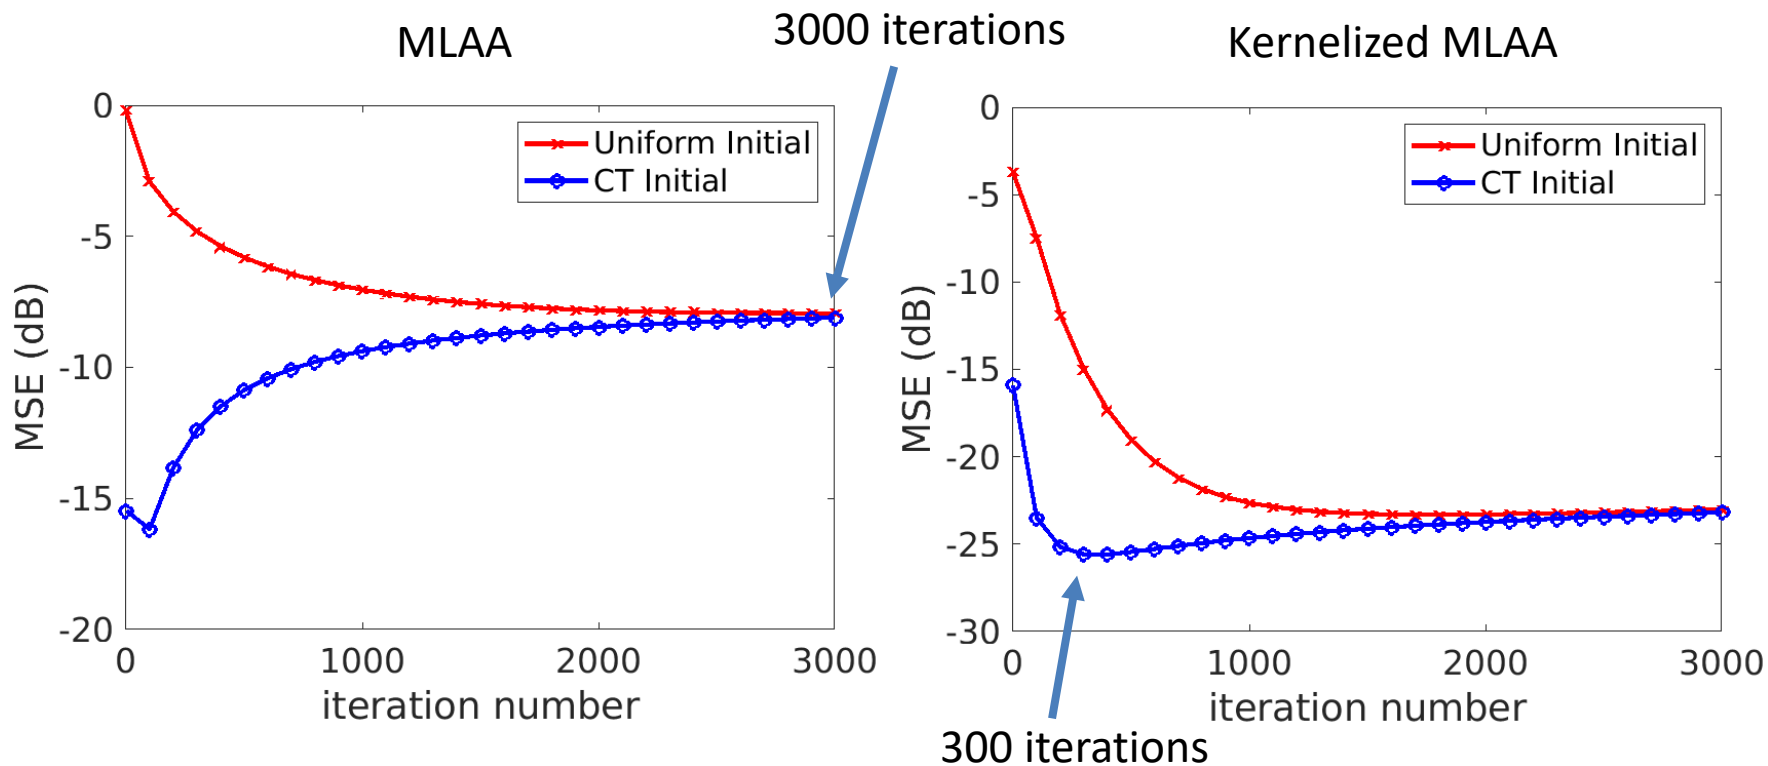 MLAA
3000 iterations
Kernelized MLAA
0
-5
-10
-15
-20
MSE (dB)
Uniform Initial
CT Initial
0
1000
2000
3000
iteration number
0
-5
-10
-15
-20
-25
-30
MSE (dB)
Uniform Initial
CT Initial
0
1000
2000
3000
iteration number
300 iterations